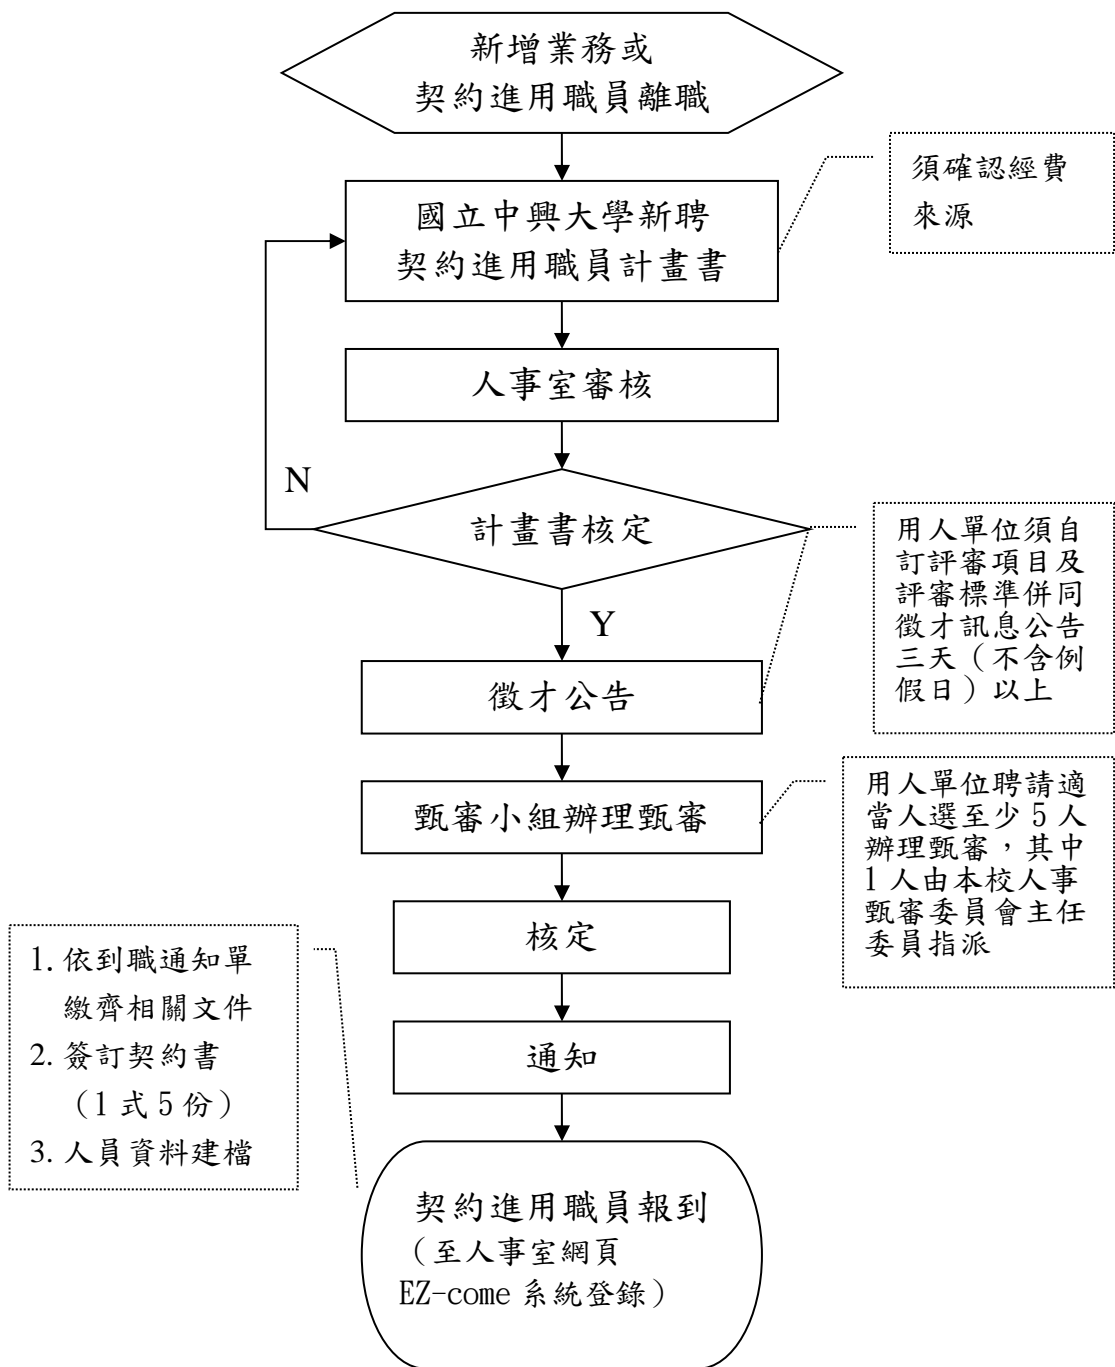 新增業務或
契約進用職員離職
須確認經費
來源
國立中興大學新聘
契約進用職員計畫書
人事室審核
N
計畫書核定
用人單位須自
訂評審項目及
評審標準併同
徵才訊息公告
三天（不含例
假日）以上
Y
徵才公告
甄審小組辦理甄審
用人單位聘請適
當人選至少5人
辦理甄審，其中
1人由本校人事
甄審委員會主任
委員指派
核定
1. 依到職通知單
繳齊相關文件
2. 簽訂契約書
（1式5份）
3. 人員資料建檔
通知
契約進用職員報到
（至人事室網頁
EZ-come 系統登錄）